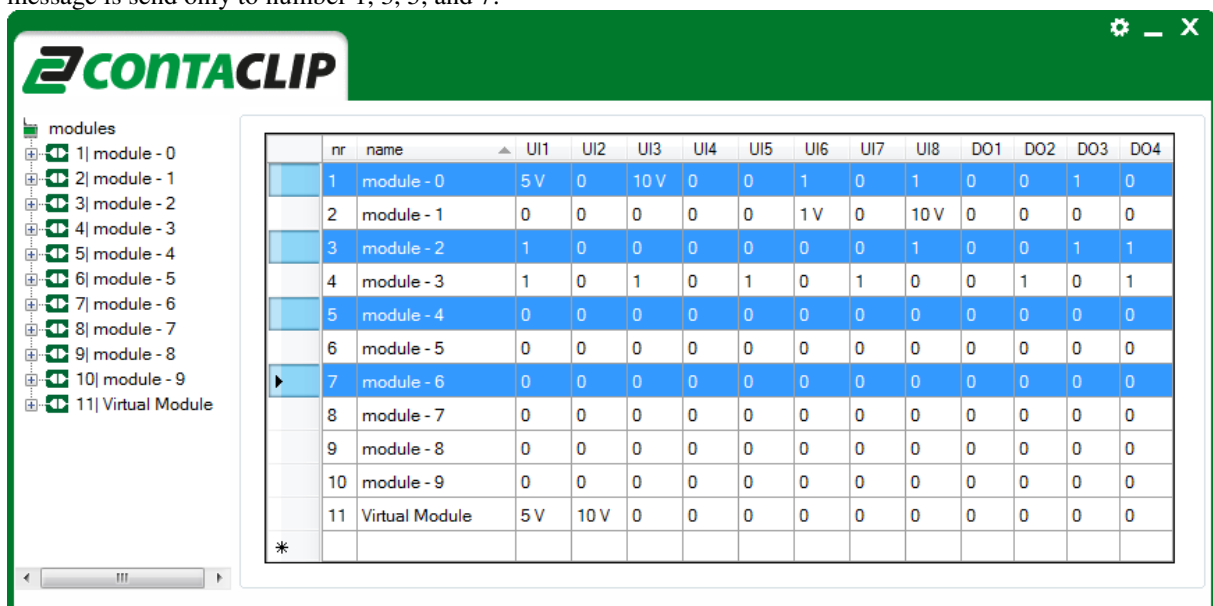 message is send only to number 1, 3, 5, and 7.
CONTACLIP
modules
1| module - 0
2| module - 1
3| module - 2
4| module - 3
5| module - 4
6| module - 5
7| module - 6
8| module - 7
9| module - 8
10| module - 9
11| Virtual Module
nr name UI1 UI2 UI3 UI4 UI5 UI6 UI7 UI8 DO1 DO2 DO3 DO4
1 module - 0 5 V 0 10 V 0 0 1 0 1 0 0 1 0
2 module - 1 0 0 0 0 0 1 V 0 10 V 0 0 0 0
3 module - 2 1 0 0 0 0 0 0 1 0 0 1 1
4 module - 3 1 0 1 0 1 0 1 0 0 1 0 1
5 module - 4 0 0 0 0 0 0 0 0 0 0 0 0
6 module - 5 0 0 0 0 0 0 0 0 0 0 0 0
7 module - 6 0 0 0 0 0 0 0 0 0 0 0 0
8 module - 7 0 0 0 0 0 0 0 0 0 0 0 0
9 module - 8 0 0 0 0 0 0 0 0 0 0 0 0
10 module - 9 0 0 0 0 0 0 0 0 0 0 0 0
11 Virtual Module 5 V 10 V 0 0 0 0 0 0 0 0 0 0